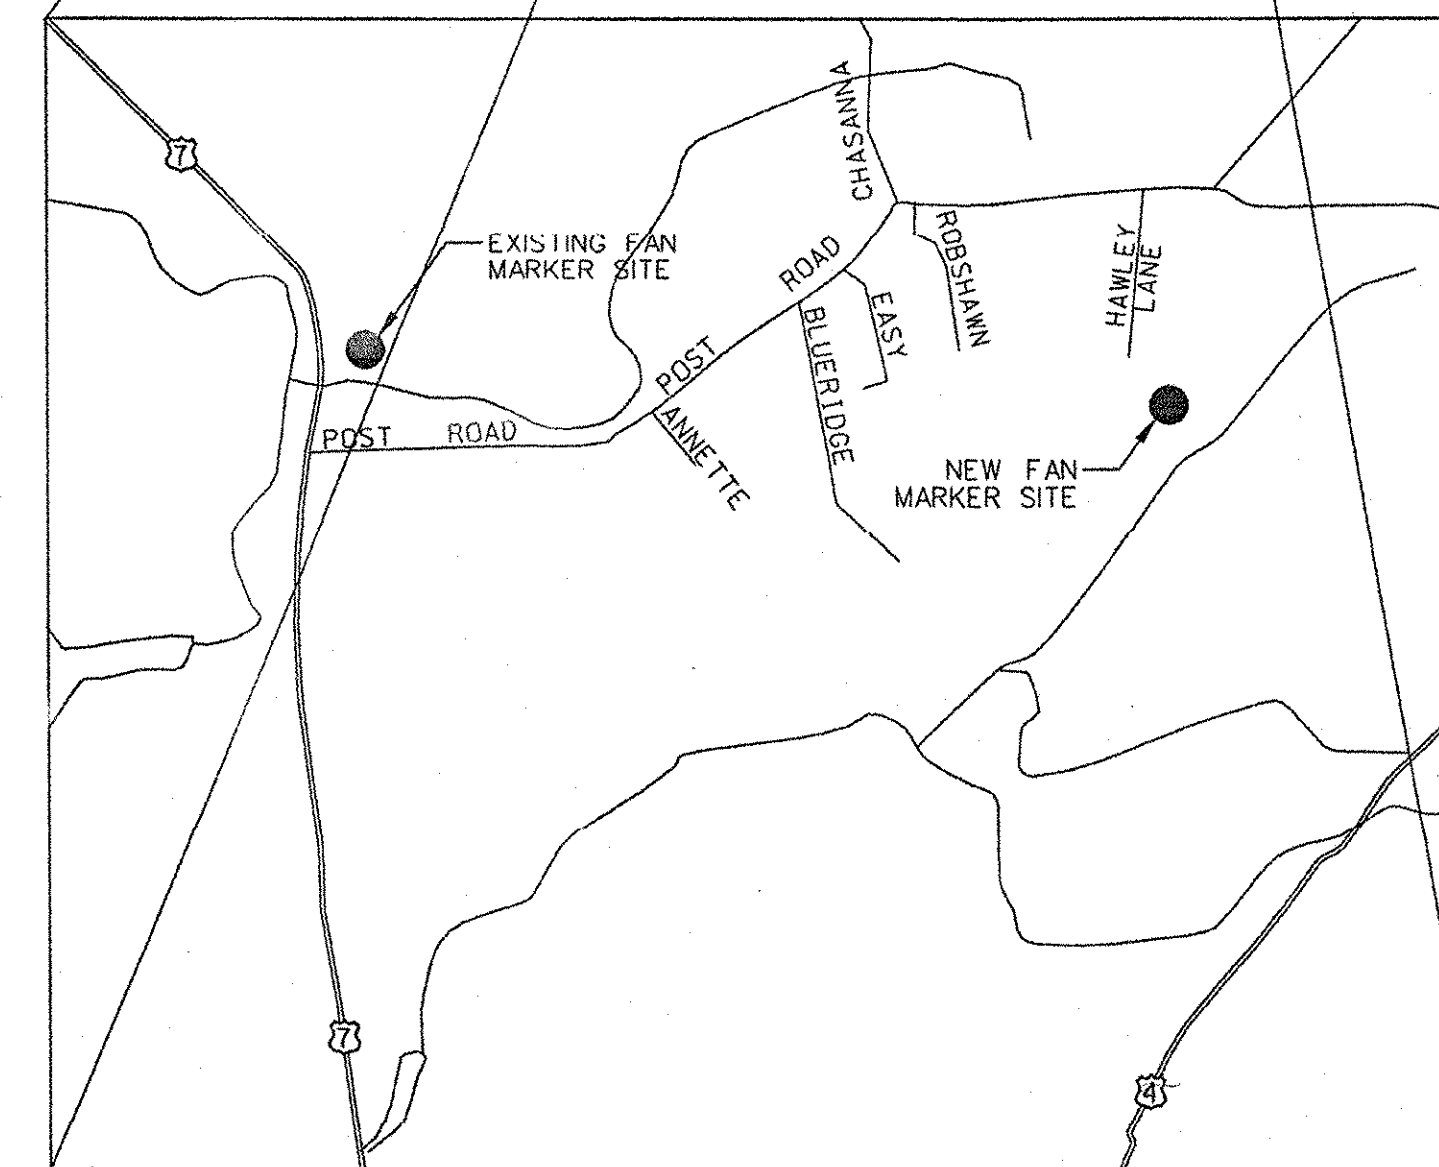 CHASANNA
7
EXISTING FAN
MARKER SITE
ROAD
ROBSHAWN
HAWLEY
LANE
EASY
BLUERIDGE
POST
POST ROAD
ANNETTE
NEW FAN
MARKER SITE
7
4